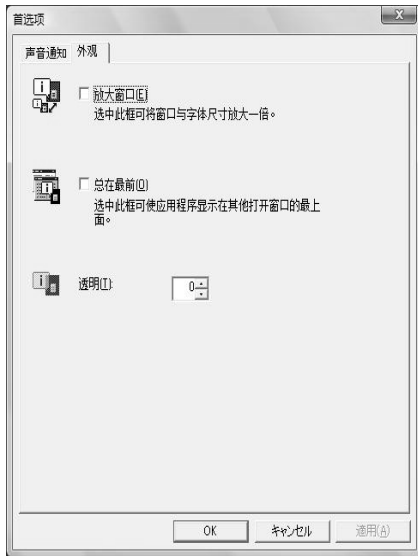 首选项
X
声音通知 外观
放大窗口(E)
选中此框可将窗口与字体尺寸放大一倍。
总在最前(O)
选中此框可使应用程序显示在其他打开窗口的最上
面。
透明(T): 0
OK キャンセル 適用(A)